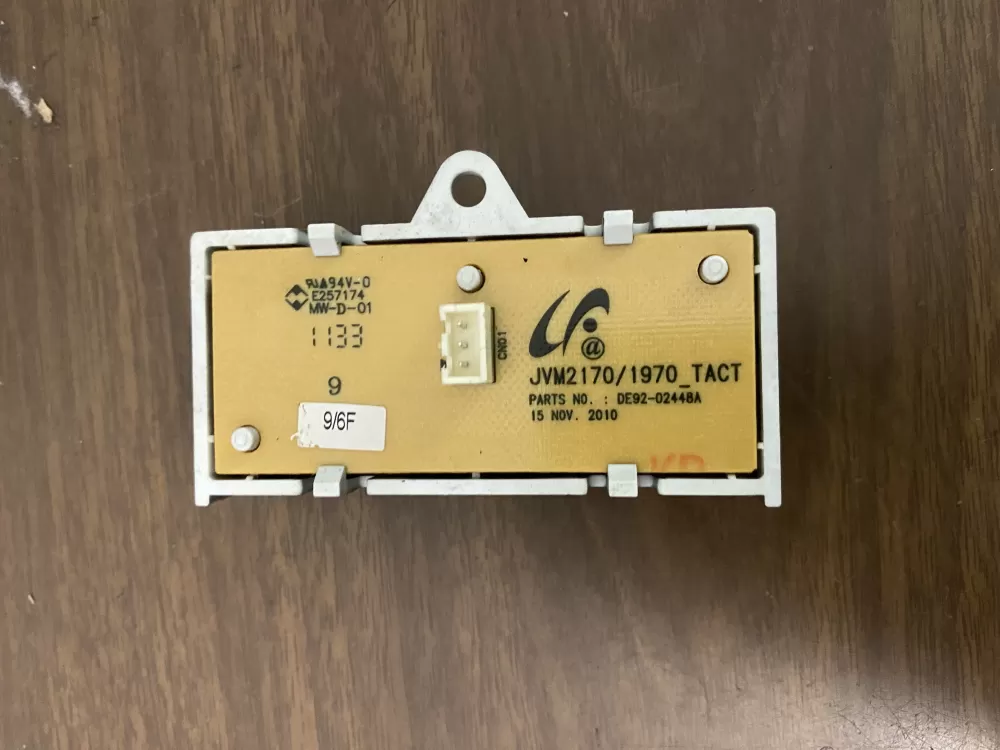 94V-0
E257174
MW-D-01
1133
9
9/6F
CN01
@
JVM2170/1970_TACT
PARTS NO. : DE92-02448A
15 NOV. 2010